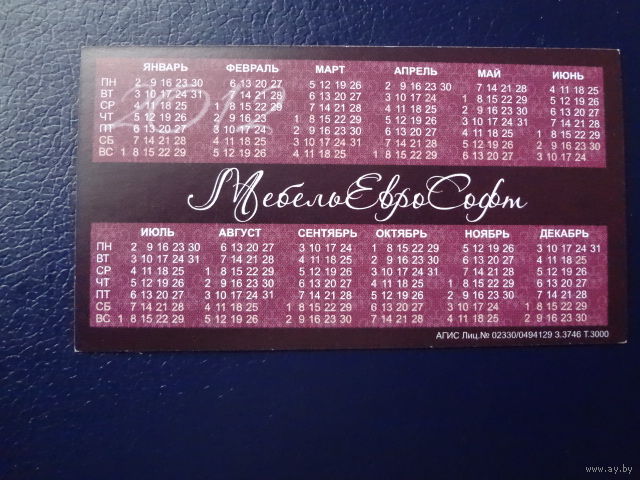 2012
ЯНВАРЬ ФЕВРАЛЬ МАРТ АПРЕЛЬ МАЙ ИЮНЬ
ПН 2 9 16 23 30 6 13 20 27 5 12 19 26 2 9 16 23 30 7 14 21 28 4 11 18 25
ВТ 3 10 17 24 31 7 14 21 28 6 13 20 27 3 10 17 24 1 8 15 22 29 5 12 19 26
СР 4 11 18 25 1 8 15 22 29 7 14 21 28 4 11 18 25 2 9 16 23 30 6 13 20 27
ЧТ 5 12 19 26 2 9 16 23 1 8 15 22 29 5 12 19 26 3 10 17 24 31 7 14 21 28
ПТ 6 13 20 27 3 10 17 24 2 9 16 23 30 6 13 20 27 4 11 18 25 1 8 15 22 29
СБ 7 14 21 28 4 11 18 25 3 10 17 24 31 7 14 21 28 5 12 19 26 2 9 16 23 30
ВС 1 8 15 22 29 5 12 19 26 4 11 18 25 1 8 15 22 29 6 13 20 27 3 10 17 24
МебельЕвроСофт
ИЮЛЬ АВГУСТ СЕНТЯБРЬ ОКТЯБРЬ НОЯБРЬ ДЕКАБРЬ
ПН 2 9 16 23 30 6 13 20 27 3 10 17 24 1 8 15 22 29 5 12 19 26 3 10 17 24 31
ВТ 3 10 17 24 31 7 14 21 28 4 11 18 25 2 9 16 23 30 6 13 20 27 4 11 18 25
СР 4 11 18 25 1 8 15 22 29 5 12 19 26 3 10 17 24 31 7 14 21 28 5 12 19 26
ЧТ 5 12 19 26 2 9 16 23 30 6 13 20 27 4 11 18 25 1 8 15 22 29 6 13 20 27
ПТ 6 13 20 27 3 10 17 24 31 7 14 21 28 5 12 19 26 2 9 16 23 30 7 14 21 28
СБ 7 14 21 28 4 11 18 25 1 8 15 22 29 6 13 20 27 3 10 17 24 1 8 15 22 29
ВС 1 8 15 22 29 5 12 19 26 2 9 16 23 30 7 14 21 28 4 11 18 25 2 9 16 23 30
АГИС Лиц.№ 02330/0494129 З.3746 Т.3000
www.ay.by